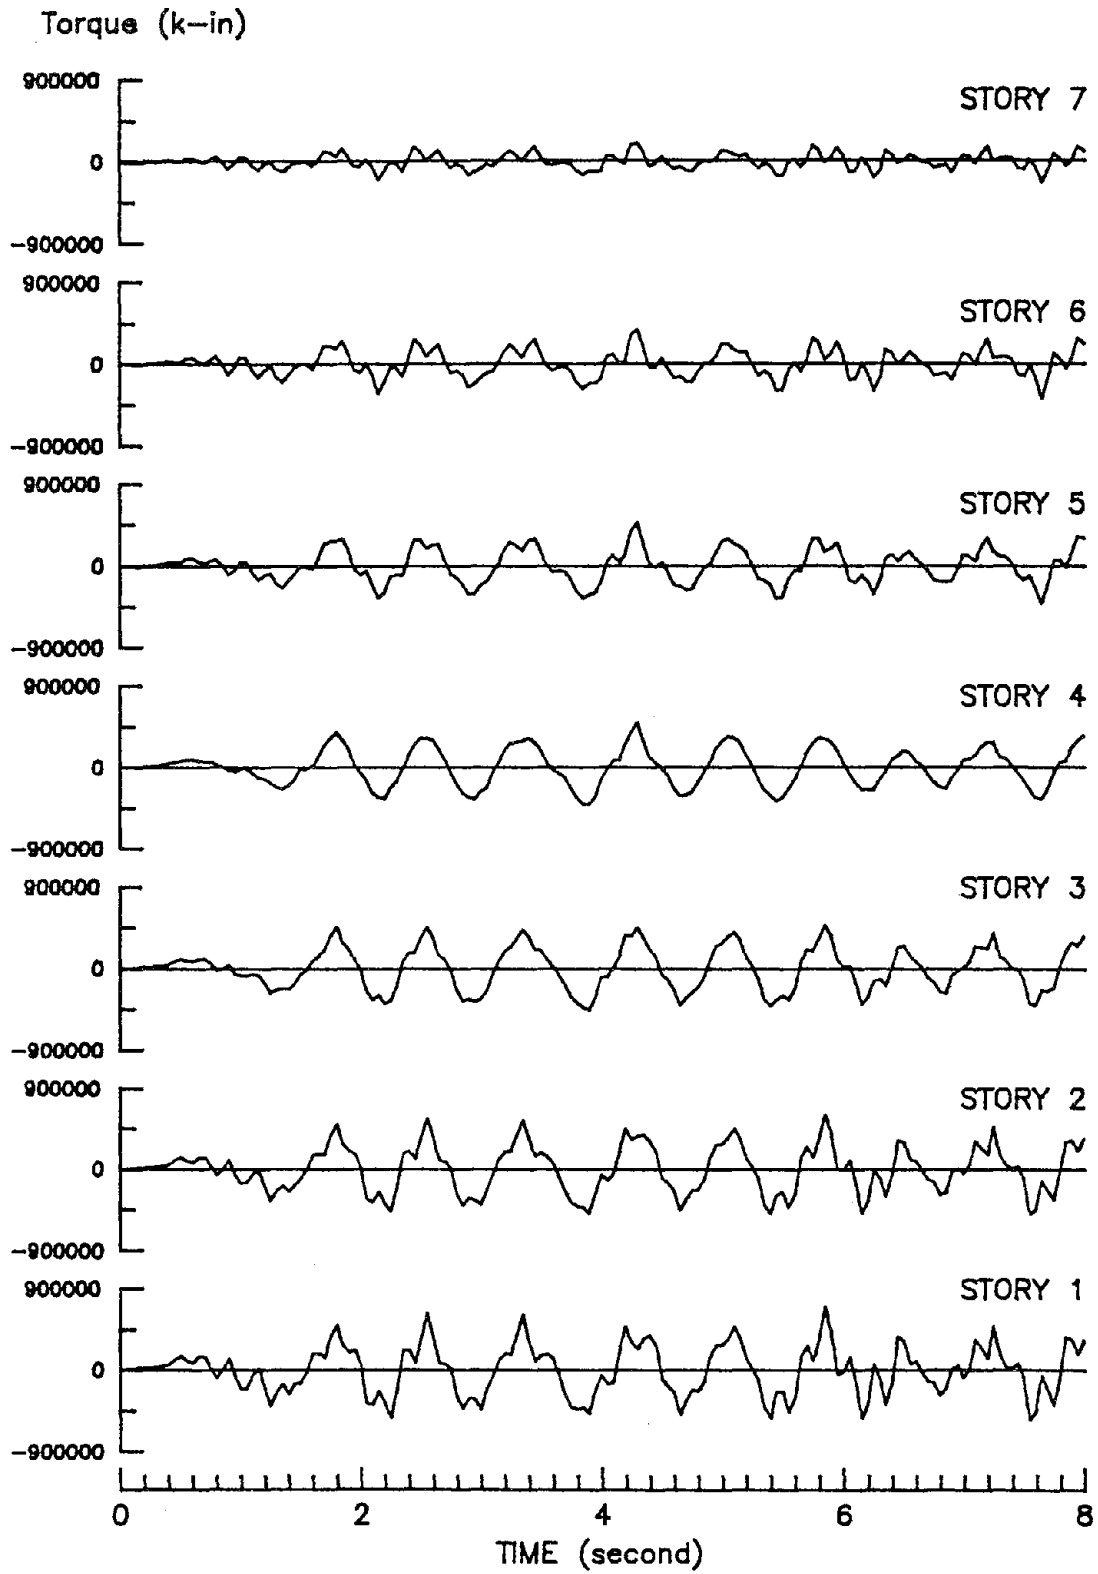 Torque (k-in)
900000
STORY 7
0
-900000
900000
STORY 6
0
-900000
900000
STORY 5
0
-900000
900000
STORY 4
0
-900000
900000
STORY 3
0
-900000
900000
STORY 2
0
-900000
900000
STORY 1
0
-900000
0 2 4 6 8
TIME (second)